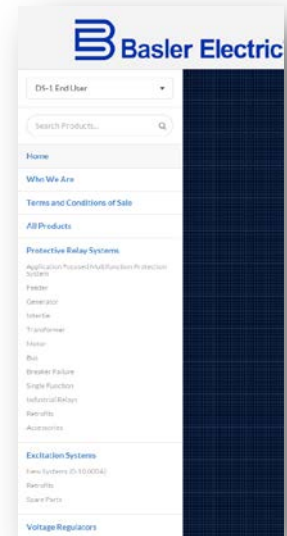 Basler Electric
DS-1 End User
Search Products...
Home
Who We Are
Terms and Conditions of Sale
All Products
Protective Relay Systems
Application Focused Multifunction Protection
System
Feeder
Generator
Intertie
Transformer
Motor
Bus
Breaker Failure
Single Function
Industrial Relays
Retrofits
Accessories
Excitation Systems
Retrofits
Spare Parts
Voltage Regulators